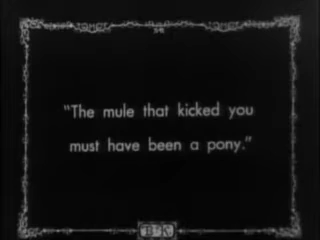 “The mule that kicked you
must have been a pony.”